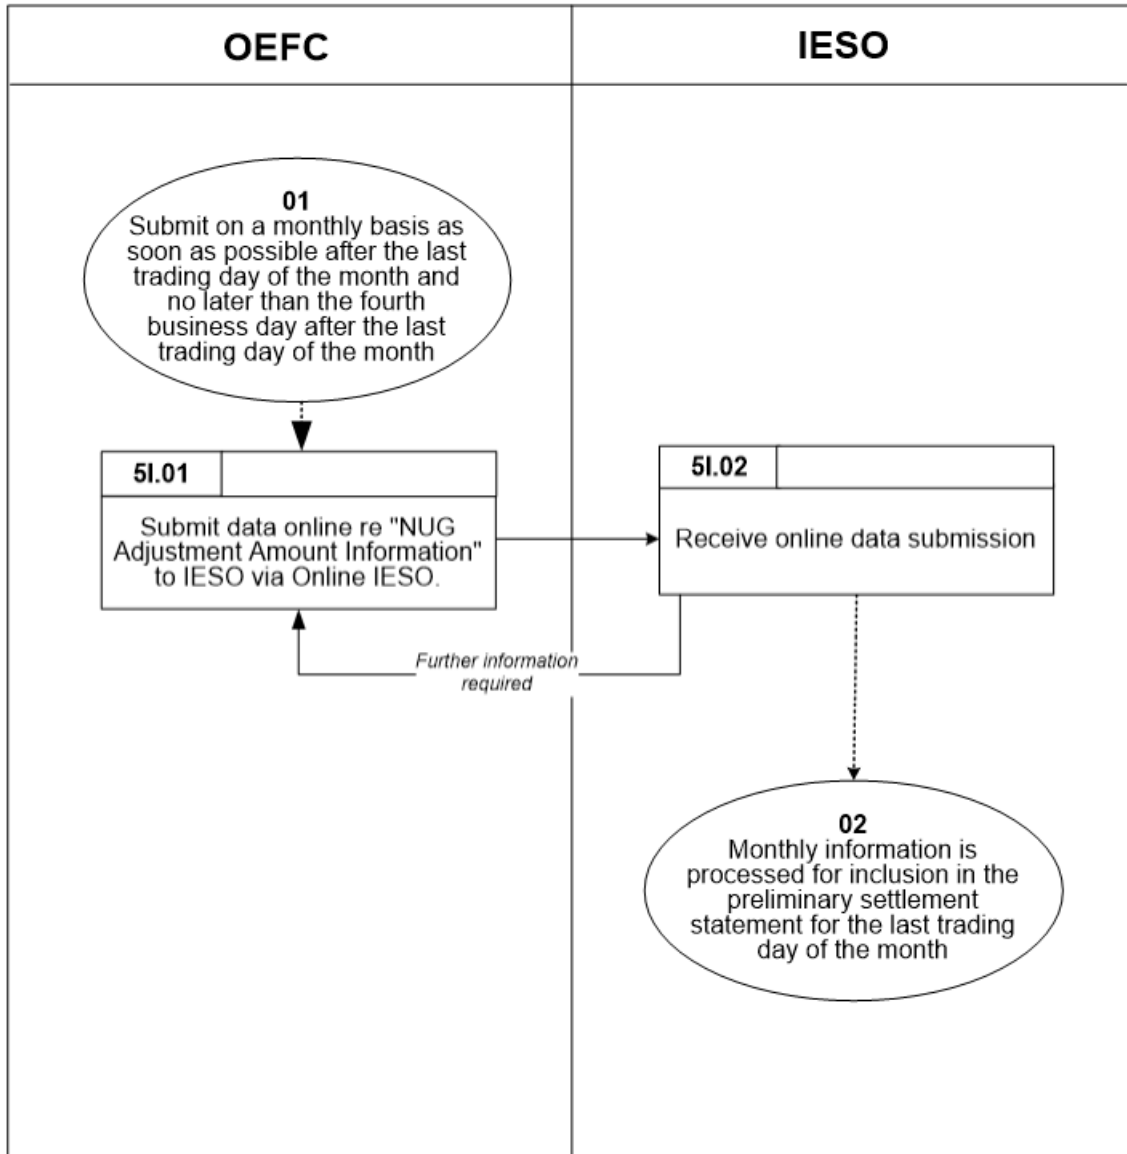 OEFC
IESO
01
Submit on a monthly basis as
soon as possible after the last
trading day of the month and
no later than the fourth
business day after the last
trading day of the month
5I.01
Submit data online re "NUG
Adjustment Amount Information"
to IESO via Online IESO.
5I.02
Receive online data submission
Further information
required
02
Monthly information is
processed for inclusion in the
preliminary settlement
statement for the last trading
day of the month